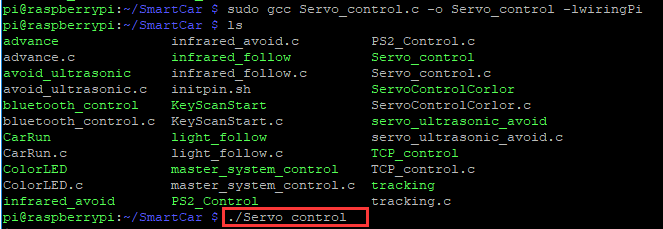 pi@raspberrypi:~/SmartCar $ sudo gcc Servo_control.c -o Servo_control -lwiringPi
pi@raspberrypi:~/SmartCar $ ls
advance infrared_avoid.c PS2_Control.c
advance.c infrared_follow Servo_control
avoid_ultrasonic infrared_follow.c Servo_control.c
avoid_ultrasonic.c initpin.sh ServoControlCorlor
bluetooth_control KeyScanStart ServoControlCorlor.c
bluetooth_control.c KeyScanStart.c servo_ultrasonic_avoid
CarRun light_follow servo_ultrasonic_avoid.c
CarRun.c light_follow.c TCP_control
ColorLED master_system_control TCP_control.c
ColorLED.c master_system_control.c tracking
infrared_avoid PS2_Control tracking.c
pi@raspberrypi:~/SmartCar $ ./Servo control